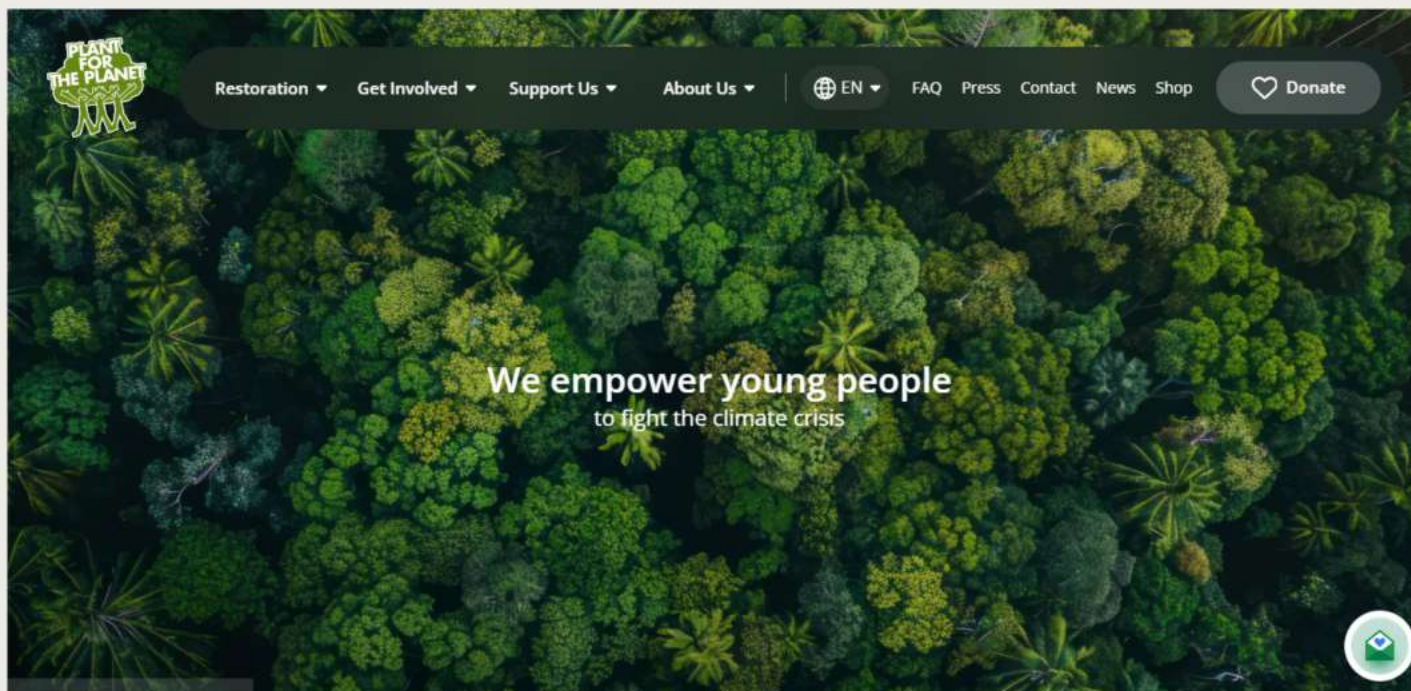 PLANT
FOR
THE PLANET
Restoration Get Involved Support Us About Us EN FAQ Press Contact News Shop Donate
We empower young people
to fight the climate crisis